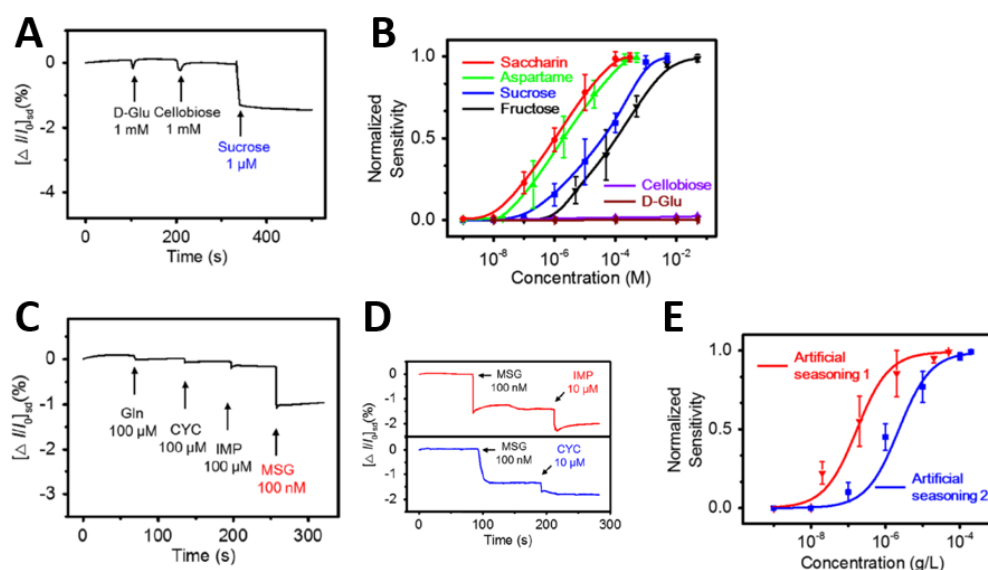 A
[△ I/I₀]sd(%)
0
-2
-4
D-Glu
1 mM
Cellobiose
1 mM
Sucrose
1 μM
0
200
400
Time (s)
B
Normalized
Sensitivity
1.0
0.5
0.0
Saccharin
Aspartame
Sucrose
Fructose
Cellobiose
D-Glu
10⁻⁸
10⁻⁶
10⁻⁴
10⁻²
Concentration (M)
C
[△ I/I₀]sd(%)
0
-1
-2
-3
Gln
100 μM
CYC
100 μM
IMP
100 μM
MSG
100 nM
0
100
200
300
Time (s)
D
[△ I/I₀]sd(%)
0
-1
-2
MSG
100 nM
IMP
10 μM
0
-1
-2
MSG
100 nM
CYC
10 μM
0
100
200
300
Time (s)
E
Normalized
Sensitivity
1.0
0.5
0.0
Artificial
seasoning 1
Artificial
seasoning 2
10⁻⁸
10⁻⁶
10⁻⁴
Concentration (g/L)